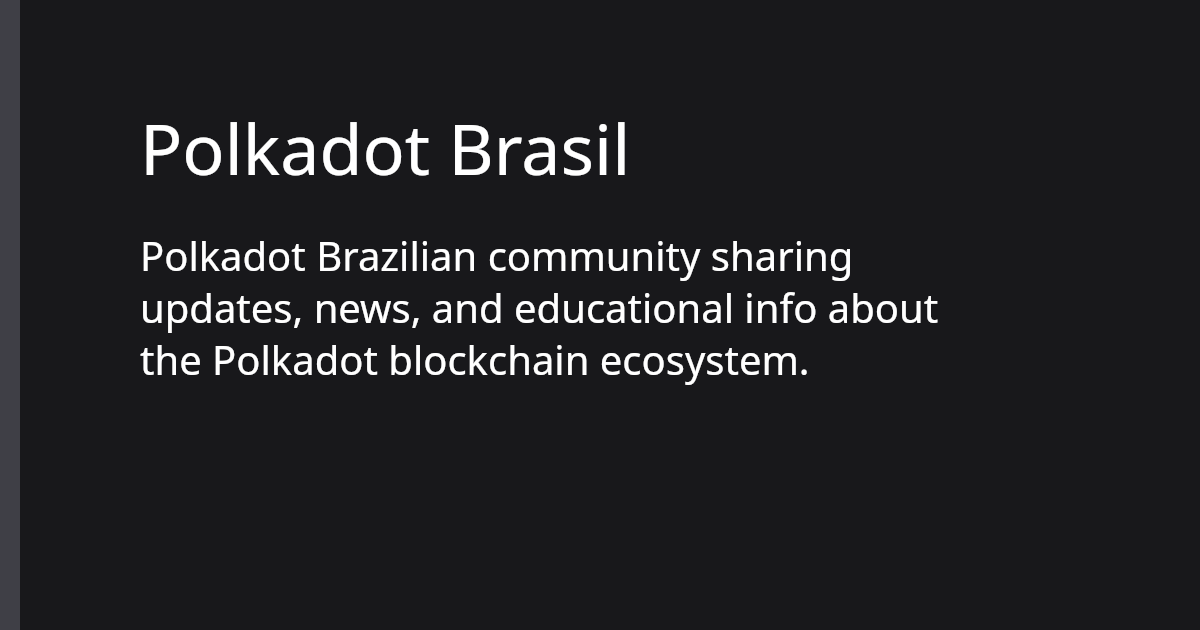 Polkadot Brasil
Polkadot Brazilian community sharing
updates, news, and educational info about
the Polkadot blockchain ecosystem.